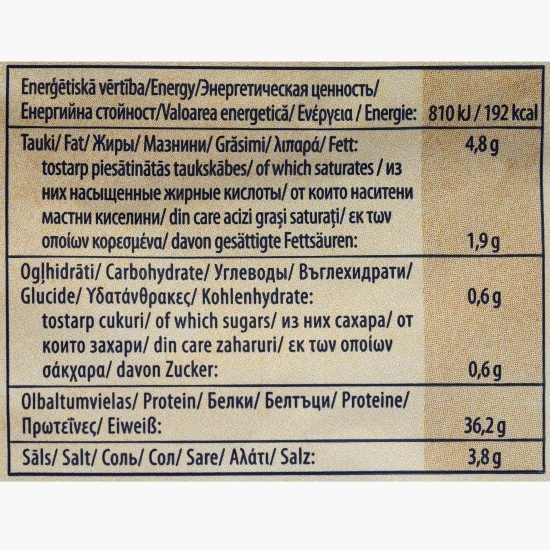 Enerģētiskā vērtība/Energy/Энергетическая ценность/
Енергийна стойност/Valoarea energetică/ Ενέργεια / Energie: 810 kJ / 192 kcal
Tauki/ Fat/ Жиры/ Мазнини/ Grăsimi/ λιπαρά/ Fett: 4,8 g
tostarp piesātinātās taukskābes/ of which saturates / из
них насыщенные жирные кислоты/ от които наситени
мастни киселини/ din care acizi grași saturați/ εκ των
οποίων κορεσμένα/ davon gesättigte Fettsäuren: 1,9 g
Ogļhidrāti/ Carbohydrate/ Углеводы/ Въглехидрати/
Glucide/ Υδατάνθρακες/ Kohlenhydrate: 0,6 g
tostarp cukuri/ of which sugars/ из них сахара/ от
които захари/ din care zaharuri/ εκ των οποίων
σάκχαρα/ davon Zucker: 0,6 g
Olbaltumvielas/ Protein/ Белки/ Белтъци/ Proteine/
Πρωτεΐνες/ Eiweiß: 36,2 g
Sāls/ Salt/ Соль/ Сол/ Sare/ Αλάτι/ Salz: 3,8 g